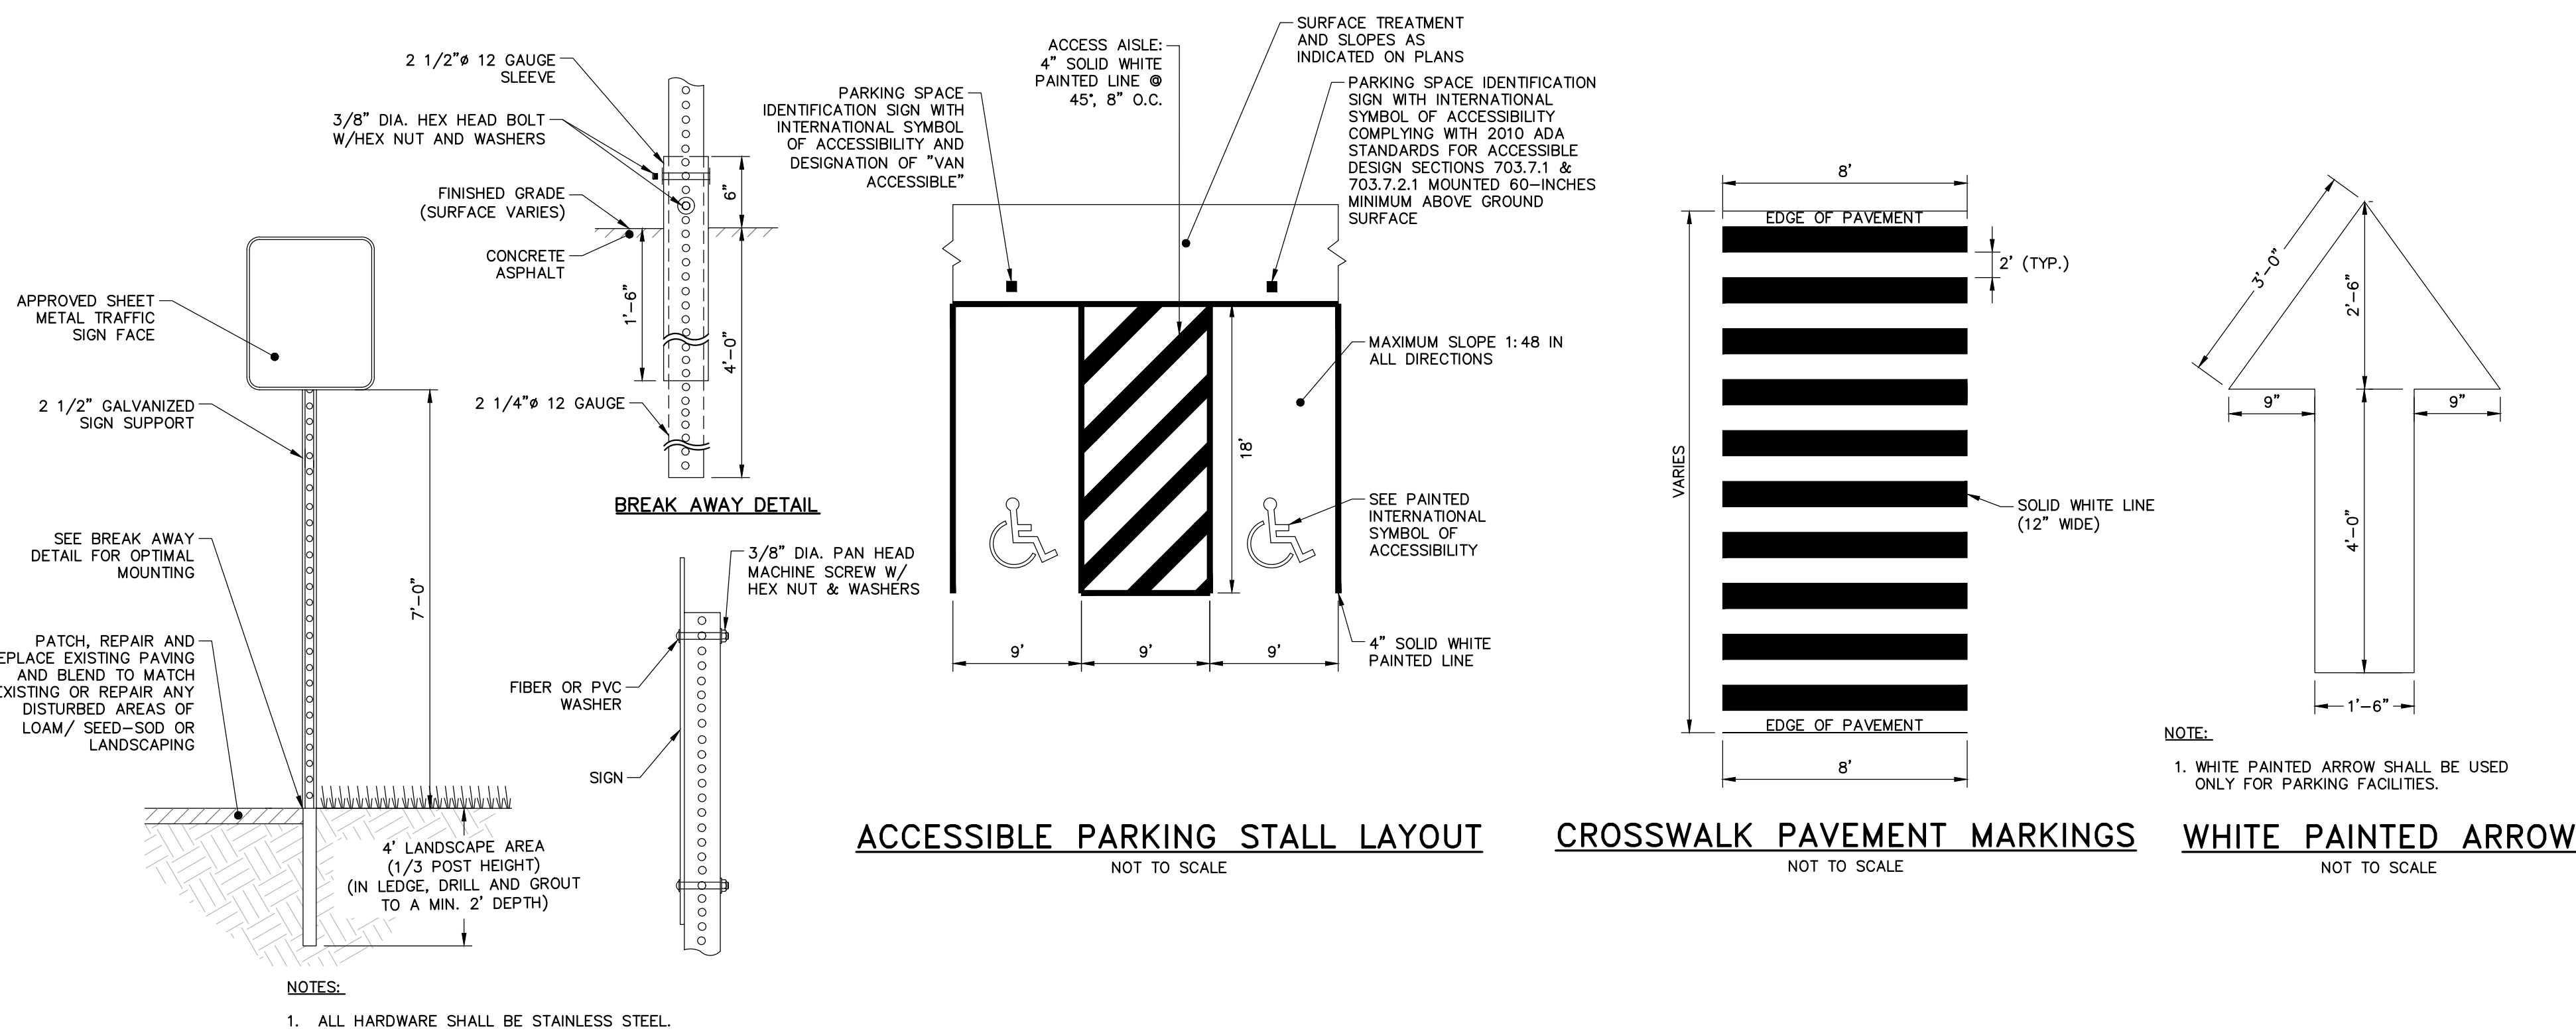 2 1/2"ø 12 GAUGE
SLEEVE
3/8" DIA. HEX HEAD BOLT
W/HEX NUT AND WASHERS
FINISHED GRADE
(SURFACE VARIES)
CONCRETE
ASPHALT
2 1/4"ø 12 GAUGE
6"
1'-6"
4'-0"
BREAK AWAY DETAIL
APPROVED SHEET
METAL TRAFFIC
SIGN FACE
2 1/2" GALVANIZED
SIGN SUPPORT
SEE BREAK AWAY
DETAIL FOR OPTIMAL
MOUNTING
PATCH, REPAIR AND
EPLACE EXISTING PAVING
AND BLEND TO MATCH
EXISTING OR REPAIR ANY
DISTURBED AREAS OF
LOAM/ SEED-SOD OR
LANDSCAPING
7'-0"
4' LANDSCAPE AREA
(1/3 POST HEIGHT)
(IN LEDGE, DRILL AND GROUT
TO A MIN. 2' DEPTH)
3/8" DIA. PAN HEAD
MACHINE SCREW W/
HEX NUT & WASHERS
FIBER OR PVC
WASHER
SIGN
NOTES:
1. ALL HARDWARE SHALL BE STAINLESS STEEL.
PARKING SPACE
IDENTIFICATION SIGN WITH
INTERNATIONAL SYMBOL
OF ACCESSIBILITY AND
DESIGNATION OF "VAN
ACCESSIBLE"
ACCESS AISLE:
4" SOLID WHITE
PAINTED LINE @
45°, 8" O.C.
SURFACE TREATMENT
AND SLOPES AS
INDICATED ON PLANS
PARKING SPACE IDENTIFICATION
SIGN WITH INTERNATIONAL
SYMBOL OF ACCESSIBILITY
COMPLYING WITH 2010 ADA
STANDARDS FOR ACCESSIBLE
DESIGN SECTIONS 703.7.1 &
703.7.2.1 MOUNTED 60-INCHES
MINIMUM ABOVE GROUND
SURFACE
MAXIMUM SLOPE 1:48 IN
ALL DIRECTIONS
18'
SEE PAINTED
INTERNATIONAL
SYMBOL OF
ACCESSIBILITY
4" SOLID WHITE
PAINTED LINE
9'
9'
9'
ACCESSIBLE PARKING STALL LAYOUT
NOT TO SCALE
8'
EDGE OF PAVEMENT
2' (TYP.)
VARIES
SOLID WHITE LINE
(12" WIDE)
EDGE OF PAVEMENT
8'
CROSSWALK PAVEMENT MARKINGS
NOT TO SCALE
3'-0"
2'-6"
9"
9"
4'-0"
1'-6"
NOTE:
1. WHITE PAINTED ARROW SHALL BE USED
ONLY FOR PARKING FACILITIES.
WHITE PAINTED ARROW
NOT TO SCALE